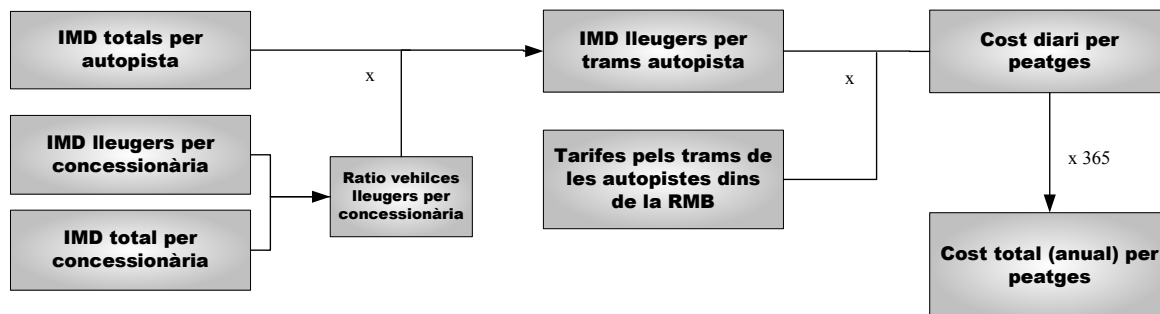 IMD totals per
autopista
x
IMD lleugers per
trams autopista
x
Cost diari per
peatges
IMD lleugers per
concessionària
IMD total per
concessionària
Ratio vehilces
lleugers per
concessionària
Tarifes pels trams de
les autopistes dins
de la RMB
x 365
Cost total (anual) per
peatges